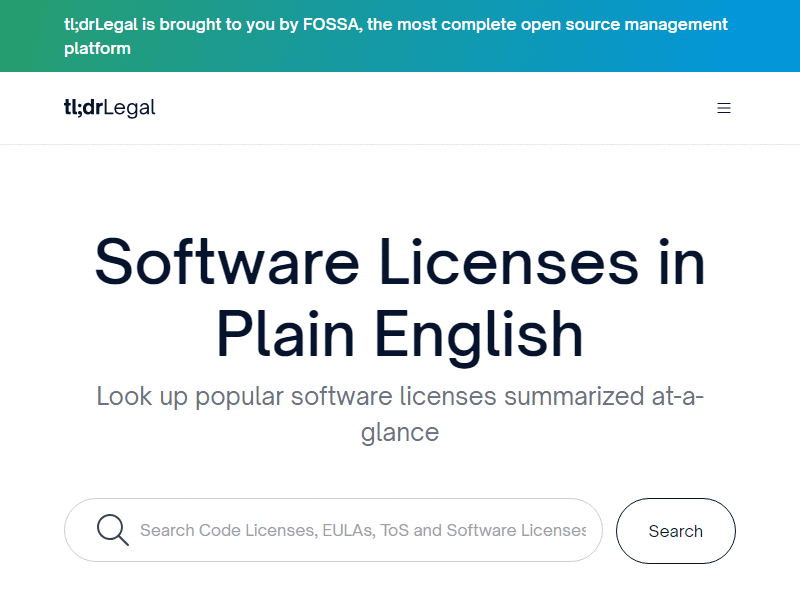 tl;drLegal is brought to you by FOSSA, the most complete open source management
platform
tl;drLegal
Software Licenses in
Plain English
Look up popular software licenses summarized at-a-
glance
Search Code Licenses, EULAs, ToS and Software Licenses
Search